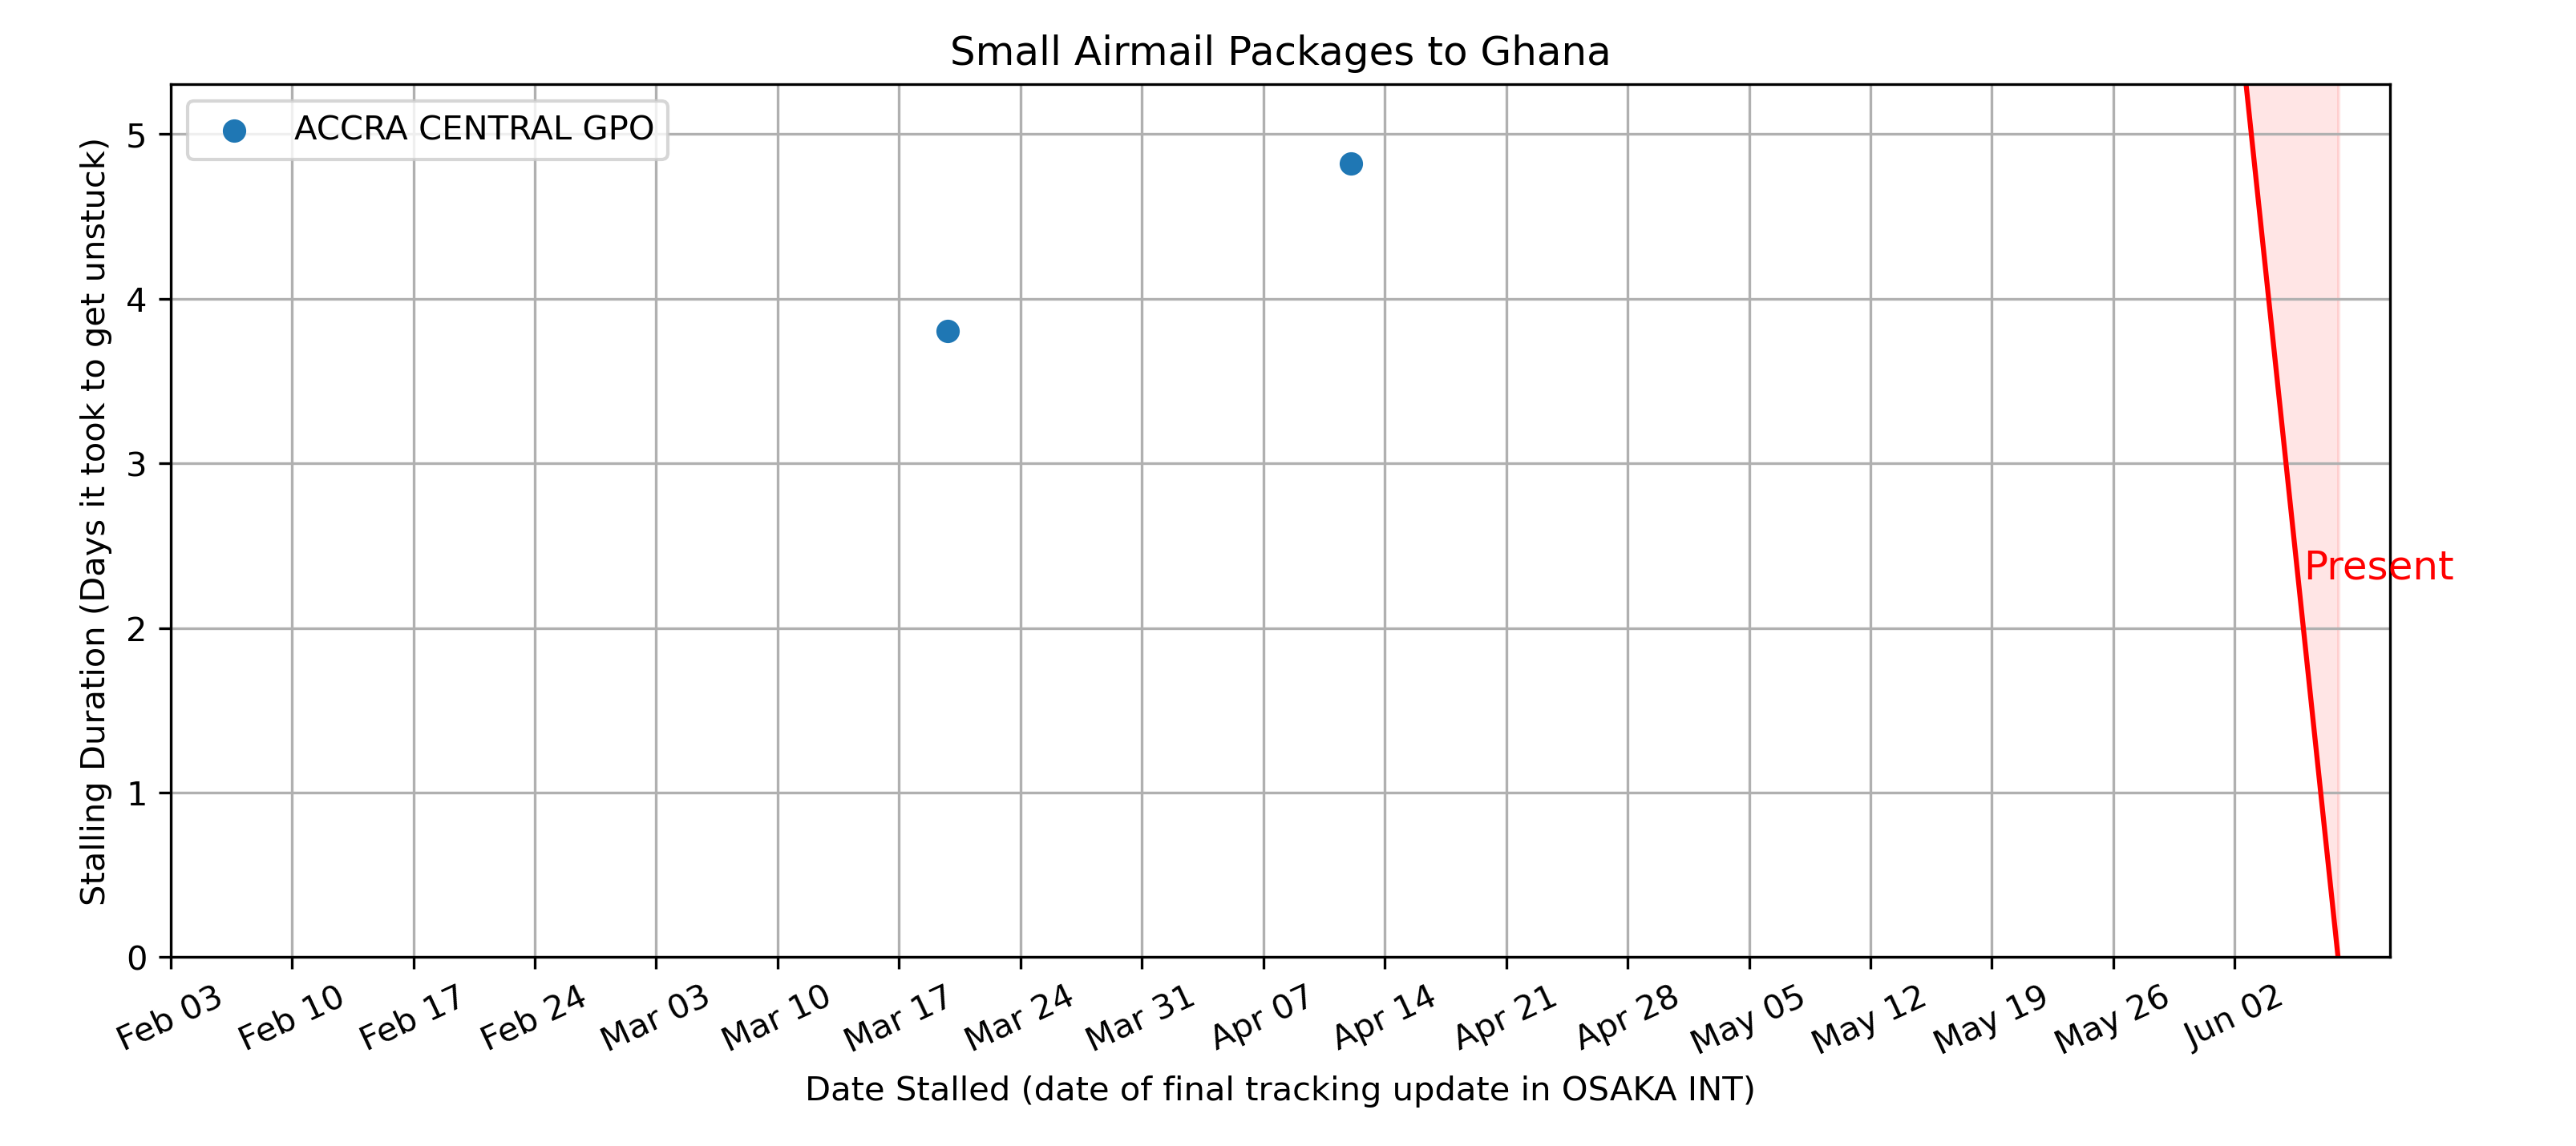 Small Airmail Packages to Ghana
ACCRA CENTRAL GPO
Stalling Duration (Days it took to get unstuck)
5
4
3
2
1
0
Present
Feb 03
Feb 10
Feb 17
Feb 24
Mar 03
Mar 10
Mar 17
Mar 24
Mar 31
Apr 07
Apr 14
Apr 21
Apr 28
May 05
May 12
May 19
May 26
Jun 02
Date Stalled (date of final tracking update in OSAKA INT)